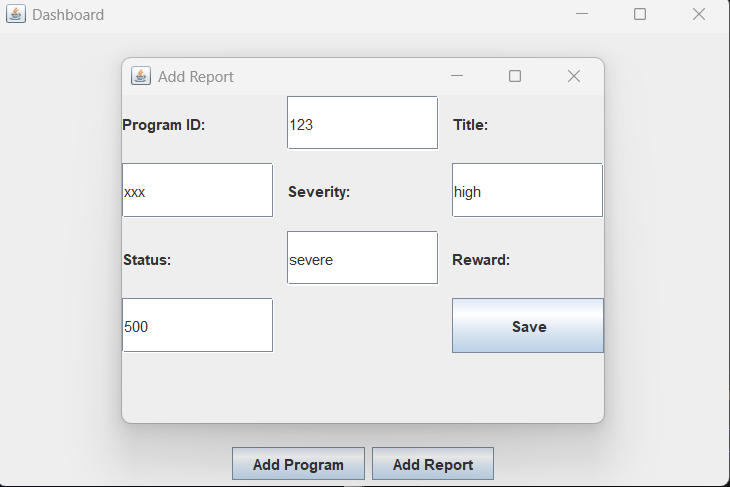 Dashboard
Add Report
Program ID: 123 Title:
xxx Severity: high
Status: severe Reward:
500 Save
Add Program Add Report